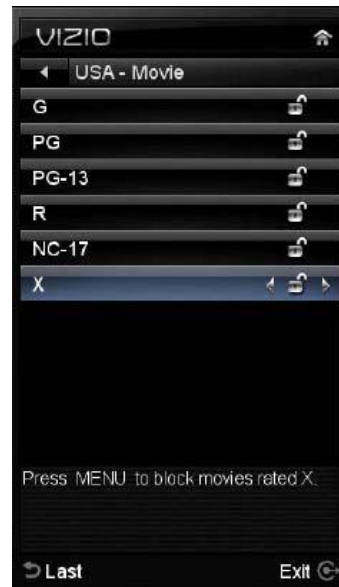 VIZIO
USA - Movie
G
PG
PG-13
R
NC-17
X
Press MENU to block movies rated X.
Last Exit